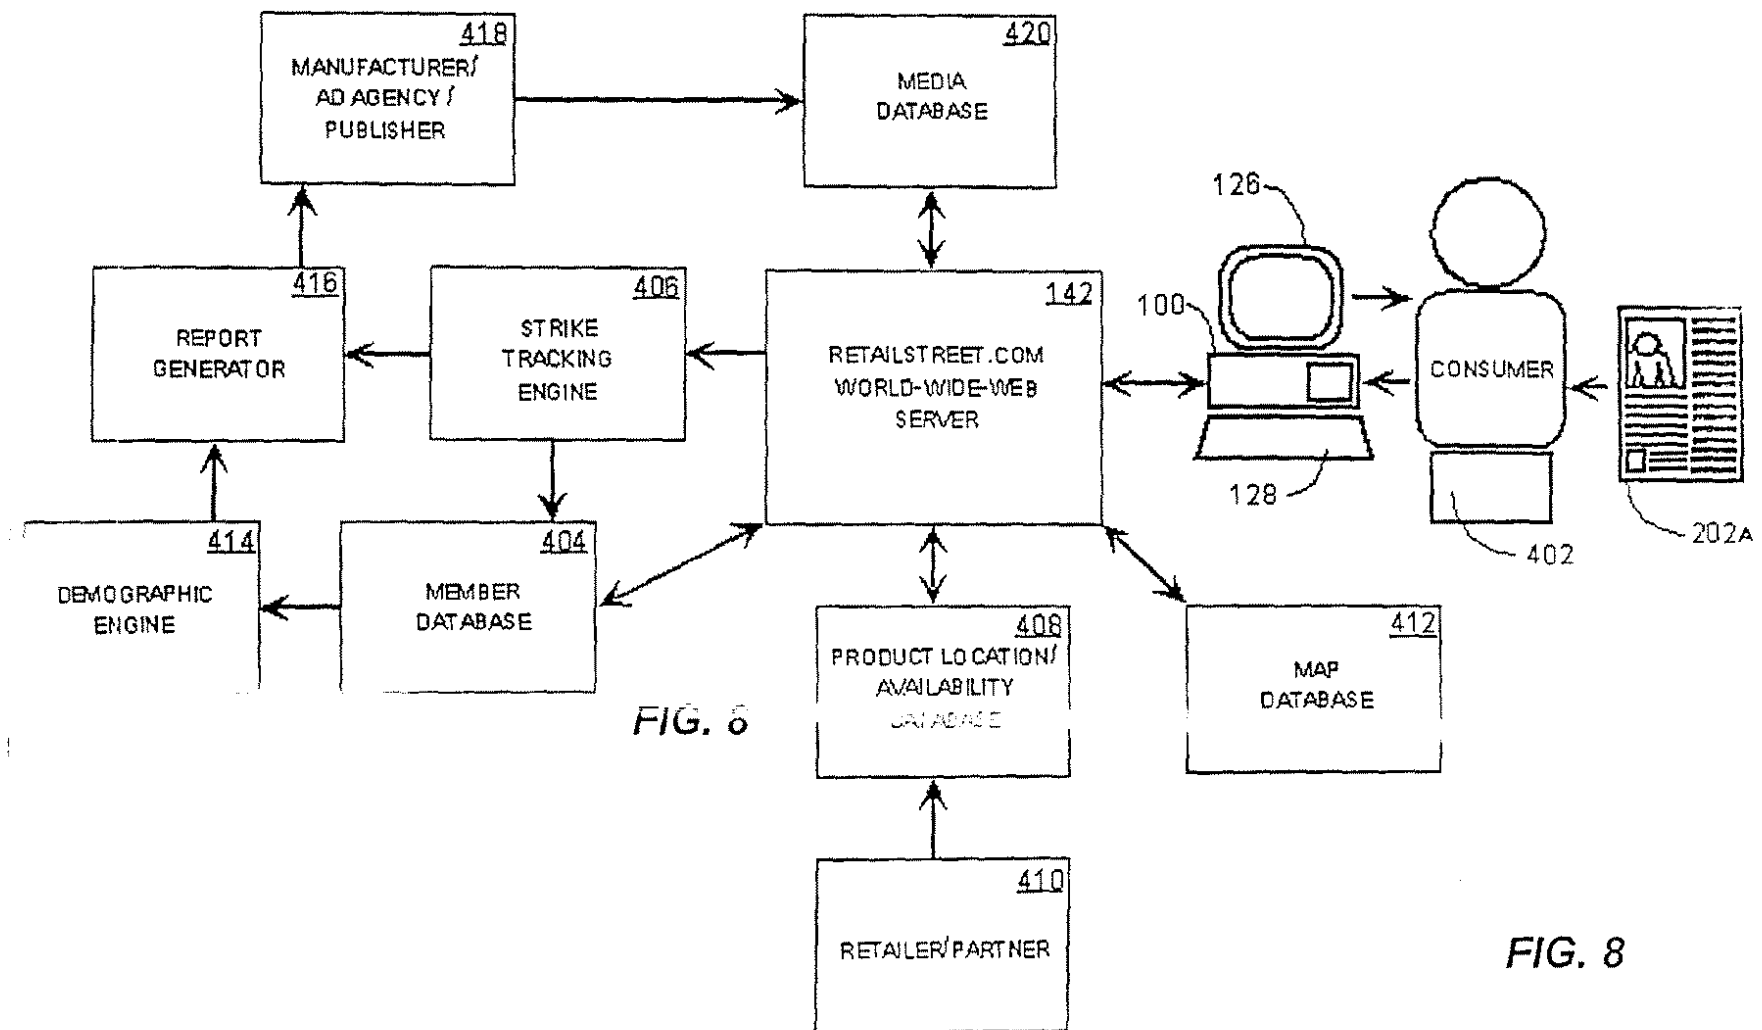 418
MANUFACTURER/
AD AGENCY/
PUBLISHER
420
MEDIA
DATABASE
126
416
REPORT
GENERATOR
406
STRIKE
TRACKING
ENGINE
142
RETAILSTREET.COM
WORLD-WIDE-WEB
SERVER
100
CONSUMER
128
402
202A
414
DEMOGRAPHIC
ENGINE
404
MEMBER
DATABASE
408
PRODUCT LOCATION/
AVAILABILITY
DATABASE
412
MAP
DATABASE
FIG. 6
410
RETAILER/PARTNER
FIG. 8